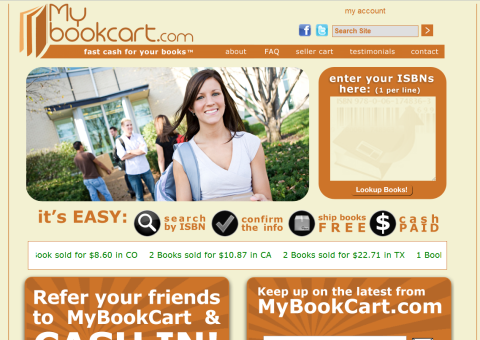 my account
My
bookcart.com
Search Site
fast cash for your books™
about FAQ seller cart testimonials contact
enter your ISBNs
here: (1 per line)
Lookup Books!
it's EASY:
search
by ISBN
confirm
the info
ship books
FREE
$
cash
PAID
ook sold for $8.60 in CO 2 Books sold for $10.87 in CA 2 Books sold for $22.71 in TX 1 Bool
Refer your friends
to MyBookCart &
CASH IN!
Keep up on the latest from
MyBookCart.com